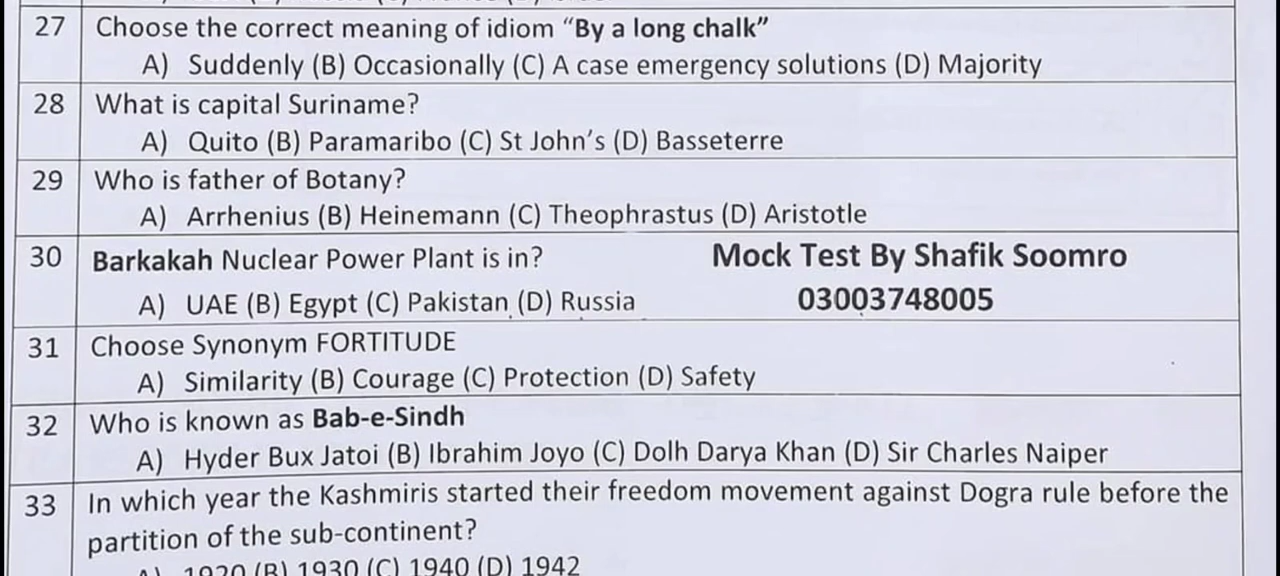 27 Choose the correct meaning of idiom “By a long chalk”
A) Suddenly (B) Occasionally (C) A case emergency solutions (D) Majority
28 What is capital Suriname?
A) Quito (B) Paramaribo (C) St John’s (D) Basseterre
29 Who is father of Botany?
A) Arrhenius (B) Heinemann (C) Theophrastus (D) Aristotle
30 Barkakah Nuclear Power Plant is in? Mock Test By Shafik Soomro
A) UAE (B) Egypt (C) Pakistan (D) Russia 03003748005
31 Choose Synonym FORTITUDE
A) Similarity (B) Courage (C) Protection (D) Safety
32 Who is known as Bab-e-Sindh
A) Hyder Bux Jatoi (B) Ibrahim Joyo (C) Dolh Darya Khan (D) Sir Charles Naiper
33 In which year the Kashmiris started their freedom movement against Dogra rule before the
partition of the sub-continent?
A) 1920 (B) 1930 (C) 1940 (D) 1942